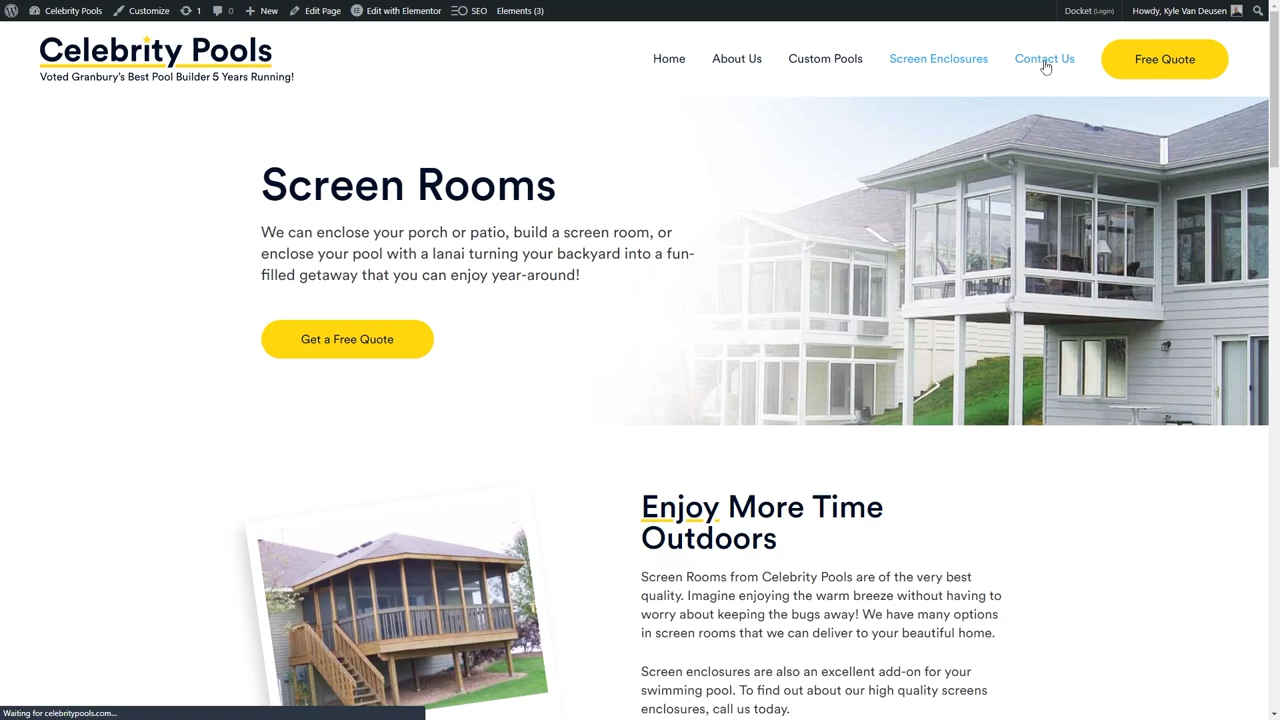 Celebrity Pools
Customize
1
0
New
Edit Page
Edit with Elementor
SEO
Elements (3)
Docket (Login)
Howdy, Kyle Van Deusen
Celebrity Pools
Voted Granbury's Best Pool Builder 5 Years Running!
Home
About Us
Custom Pools
Screen Enclosures
Contact Us
Free Quote
Screen Rooms
We can enclose your porch or patio, build a screen room, or
enclose your pool with a lanai turning your backyard into a fun-
filled getaway that you can enjoy year-around!
Get a Free Quote
Enjoy More Time
Outdoors
Screen Rooms from Celebrity Pools are of the very best
quality. Imagine enjoying the warm breeze without having to
worry about keeping the bugs away! We have many options
in screen rooms that we can deliver to your beautiful home.
Screen enclosures are also an excellent add-on for your
swimming pool. To find out about our high quality screens
enclosures, call us today.
Waiting for celebritypools.com...